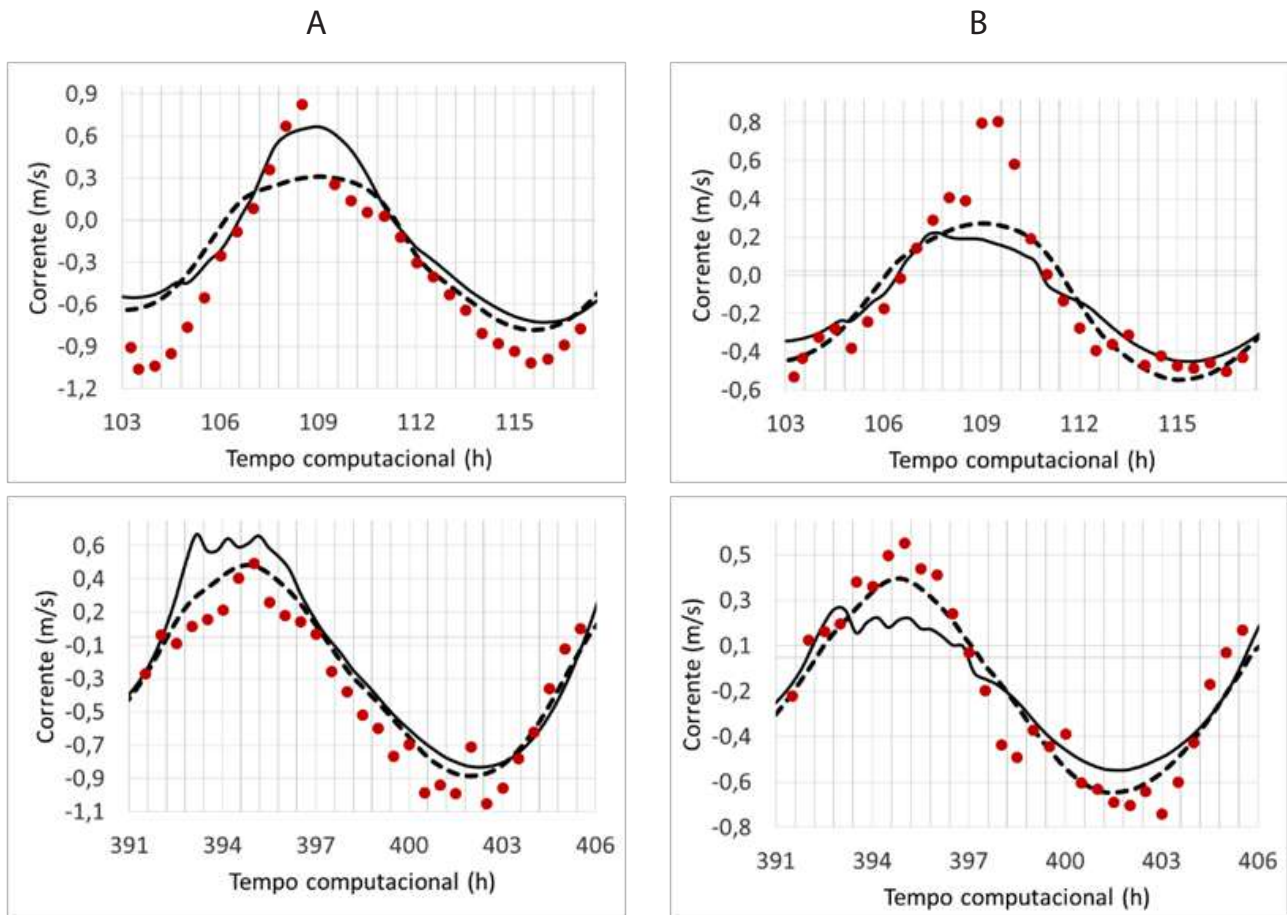 A
B
Corrente (m/s)
0,9
0,6
0,3
0,0
-0,3
-0,6
-0,9
-1,2
103 106 109 112 115
Tempo computacional (h)
Corrente (m/s)
0,8
0,6
0,4
0,2
0,0
-0,2
-0,4
-0,6
103 106 109 112 115
Tempo computacional (h)
Corrente (m/s)
0,6
0,4
0,2
-0,1
-0,3
-0,5
-0,7
-0,9
-1,1
391 394 397 400 403 406
Tempo computacional (h)
Corrente (m/s)
0,5
0,3
0,1
-0,2
-0,4
-0,6
-0,8
391 394 397 400 403 406
Tempo computacional (h)